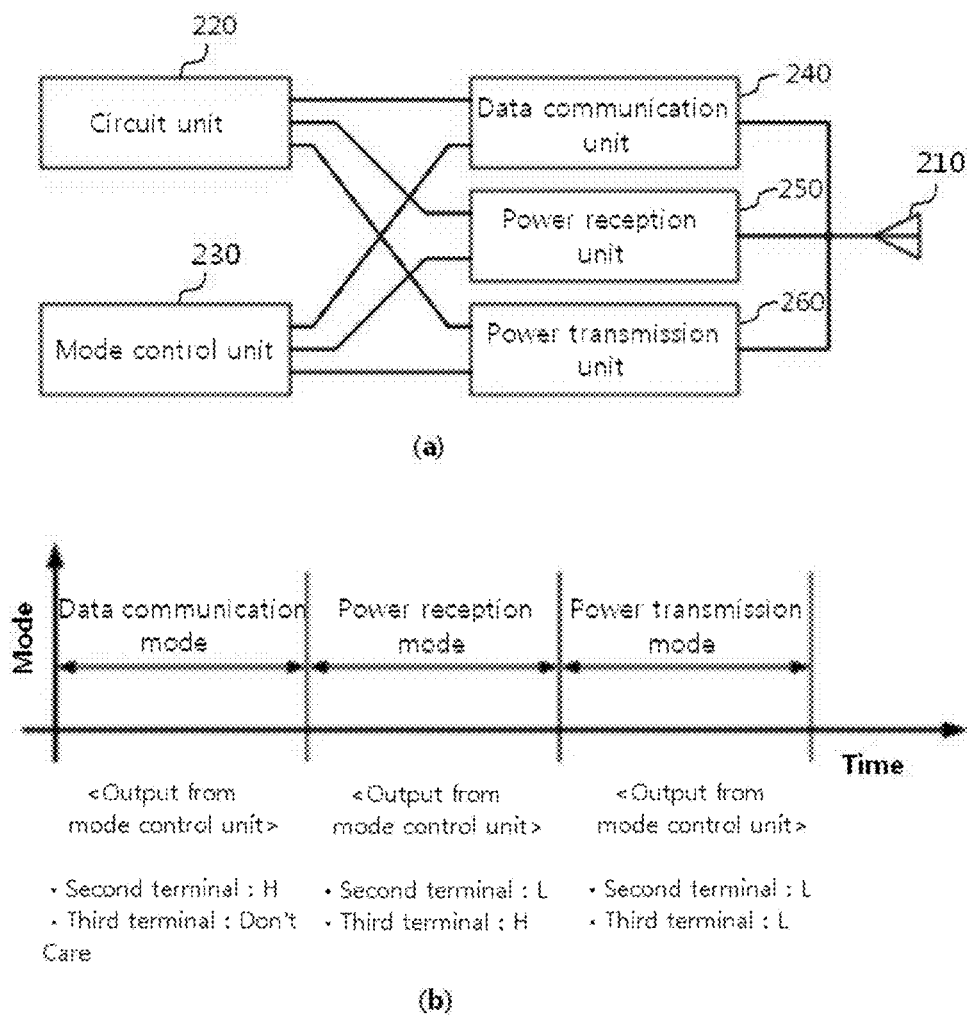 220
Circuit unit
240
Data communication
unit
210
250
Power reception
unit
230
Mode control unit
260
Power transmission
unit
(a)
Mode
Data communication
mode
Power reception
mode
Power transmission
mode
Time
<Output from
mode control unit>
<Output from
mode control unit>
<Output from
mode control unit>
• Second terminal : H
• Third terminal : Don't
Care
• Second terminal : L
• Third terminal : H
• Second terminal : L
• Third terminal : L
(b)